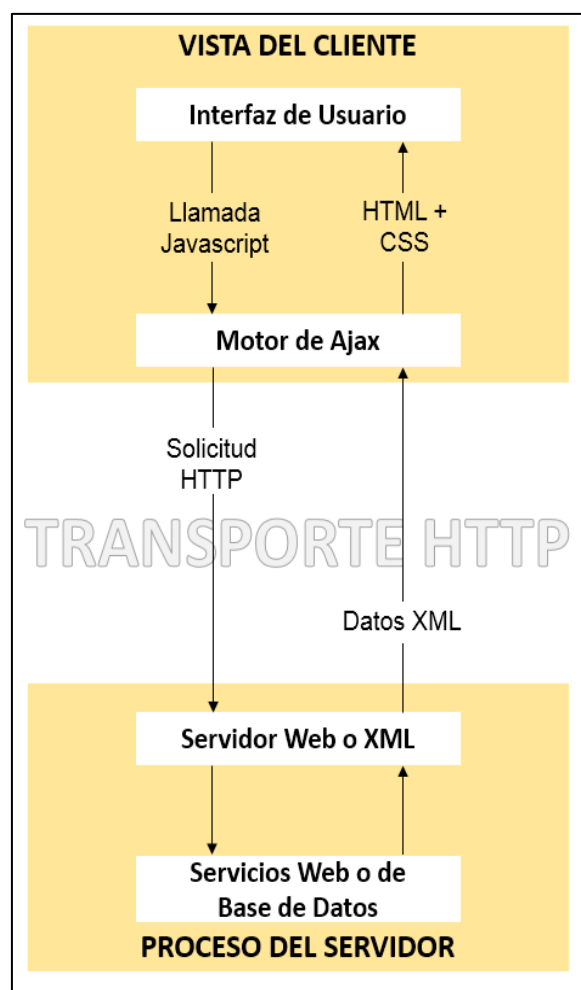 VISTA DEL CLIENTE
Interfaz de Usuario
Llamada
Javascript
HTML +
CSS
Motor de Ajax
Solicitud
HTTP
TRANSPORTE HTTP
Datos XML
Servidor Web o XML
Servicios Web o de
Base de Datos
PROCESO DEL SERVIDOR